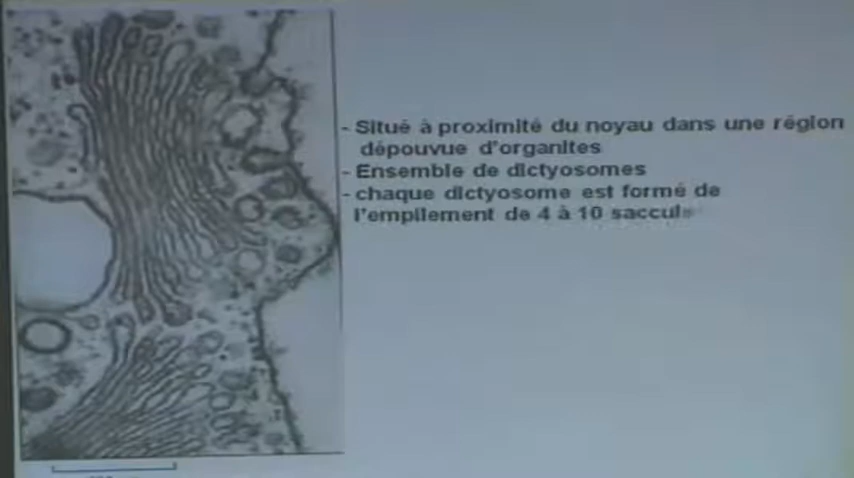 - Situé à proximité du noyau dans une région
dépouvue d'organites
- Ensemble de dictyosomes
- chaque dictyosome est formé de
l'empilement de 4 à 10